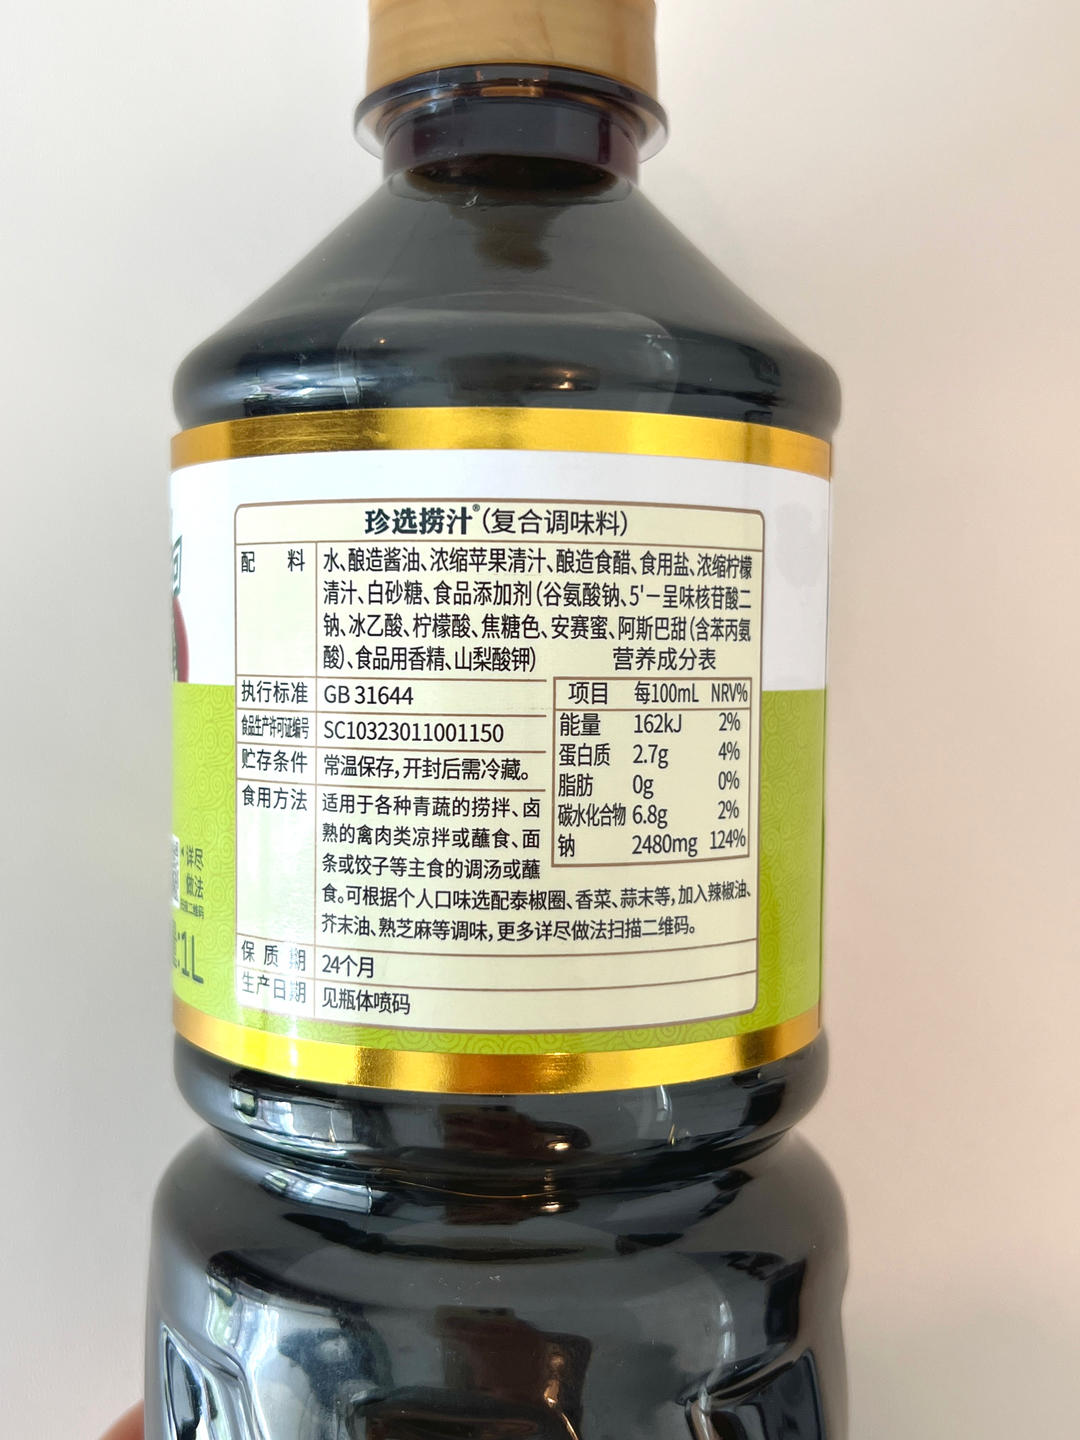 珍选捞汁®(复合调味料)
配 料 水、酿造酱油、浓缩苹果清汁、酿造食醋、食用盐、浓缩柠檬
清汁、白砂糖、食品添加剂(谷氨酸钠、5'－呈味核苷酸二
钠、冰乙酸、柠檬酸、焦糖色、安赛蜜、阿斯巴甜(含苯丙氨
酸)、食品用香精、山梨酸钾)
营养成分表
项目 每100mL NRV%
能量 162kJ 2%
蛋白质 2.7g 4%
脂肪 0g 0%
碳水化合物 6.8g 2%
钠 2480mg 124%
执行标准 GB 31644
食品生产许可证编号 SC10323011001150
贮存条件 常温保存,开封后需冷藏。
食用方法 适用于各种青蔬的捞拌、卤
熟的禽肉类凉拌或蘸食、面
条或饺子等主食的调汤或蘸
食。可根据个人口味选配泰椒圈、香菜、蒜末等,加入辣椒油、
芥末油、熟芝麻等调味,更多详尽做法扫描二维码。
保质期 24个月
生产日期 见瓶体喷码
详尽
做法
:1L